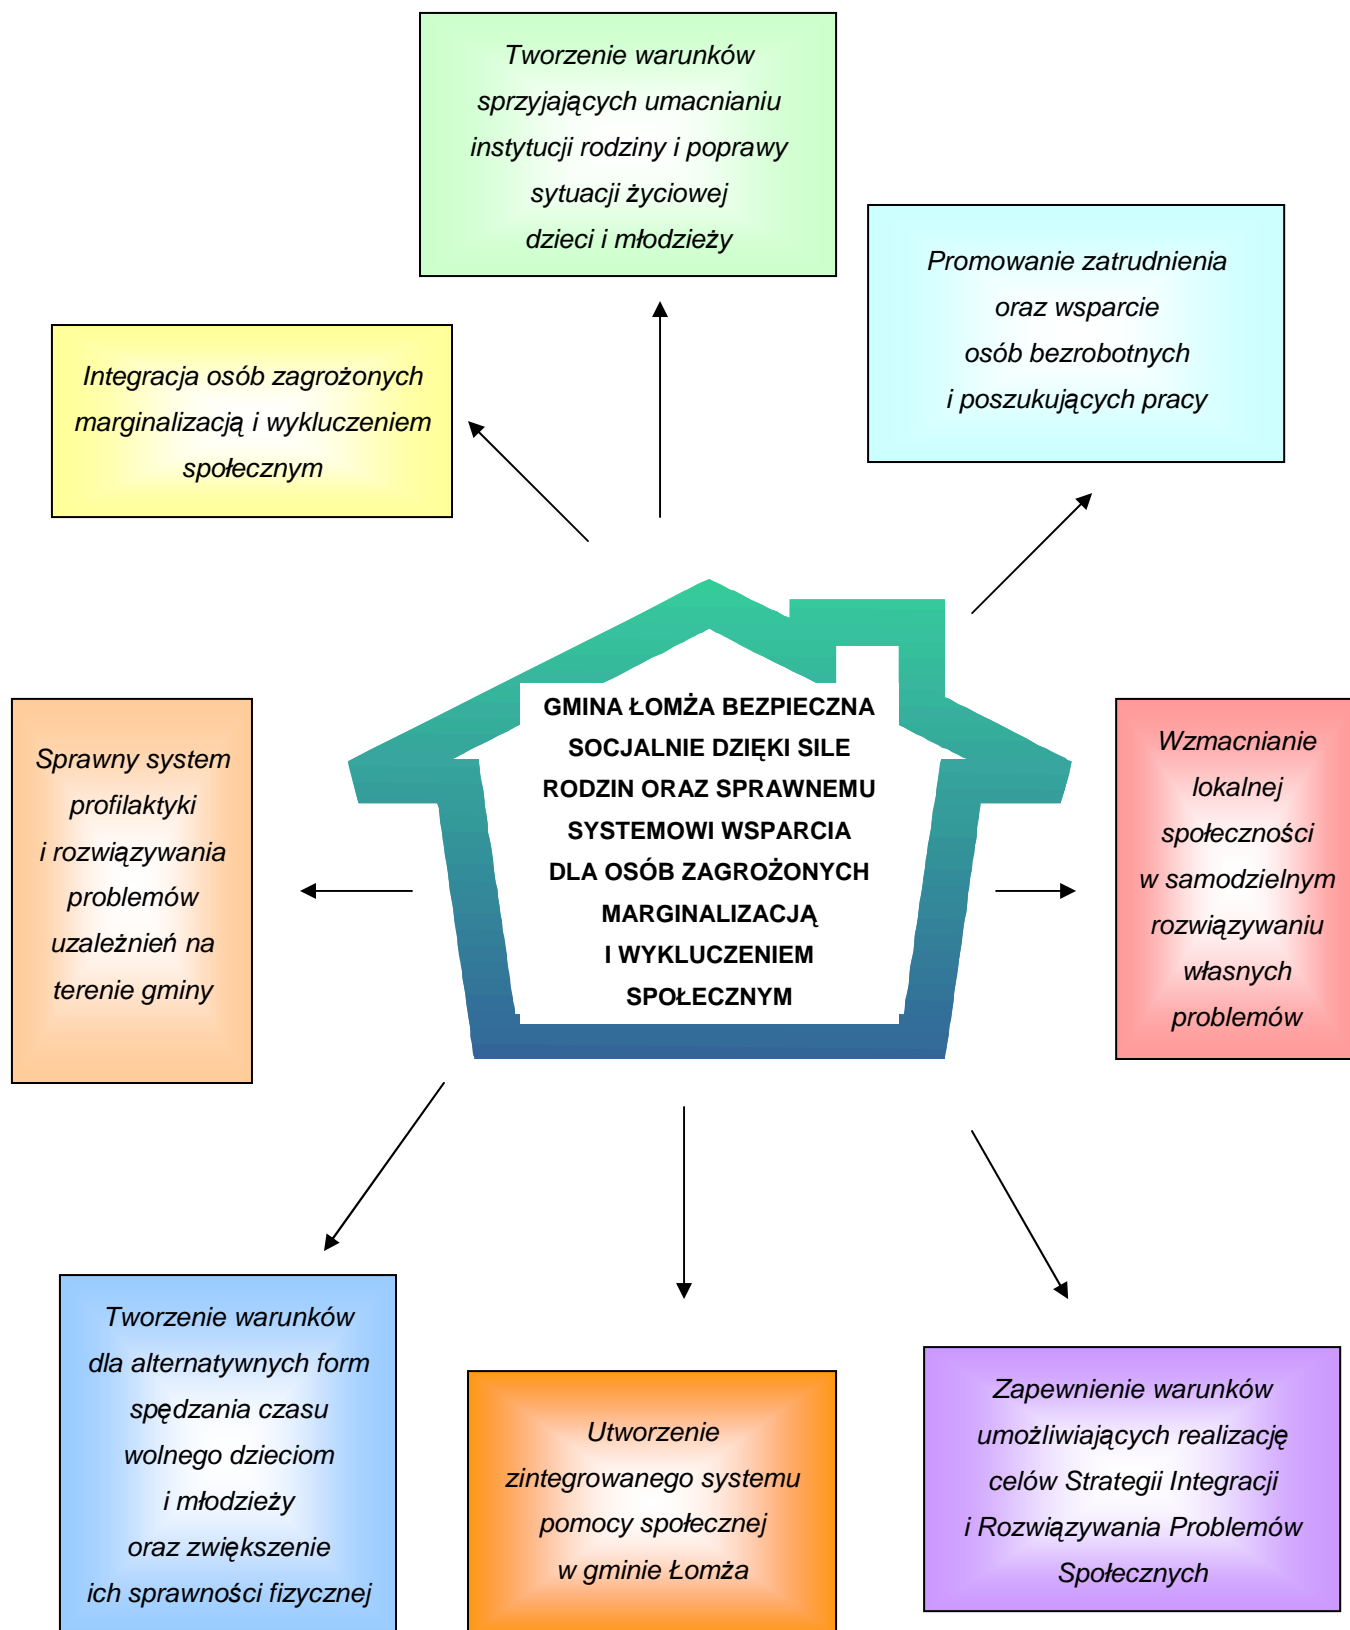 Tworzenie warunków
sprzyjających umacnianiu
instytucji rodziny i poprawy
sytuacji życiowej
dzieci i młodzieży
Promowanie zatrudnienia
oraz wsparcie
osób bezrobotnych
i poszukujących pracy
Integracja osób zagrożonych
marginalizacją i wykluczeniem
społecznym
GMINA ŁOMŻA BEZPIECZNA
SOCJALNIE DZIĘKI SILE
RODZIN ORAZ SPRAWNEMU
SYSTEMOWI WSPARCIA
DLA OSÓB ZAGROŻONYCH
MARGINALIZACJĄ
I WYKLUCZENIEM
SPOŁECZNYM
Sprawny system
profilaktyki
i rozwiązywania
problemów
uzależnień na
terenie gminy
Wzmacnianie
lokalnej
społeczności
w samodzielnym
rozwiązywaniu
własnych
problemów
Tworzenie warunków
dla alternatywnych form
spędzania czasu
wolnego dzieciom
i młodzieży
oraz zwiększenie
ich sprawności fizycznej
Utworzenie
zintegrowanego systemu
pomocy społecznej
w gminie Łomża
Zapewnienie warunków
umożliwiających realizację
celów Strategii Integracji
i Rozwiązywania Problemów
Społecznych